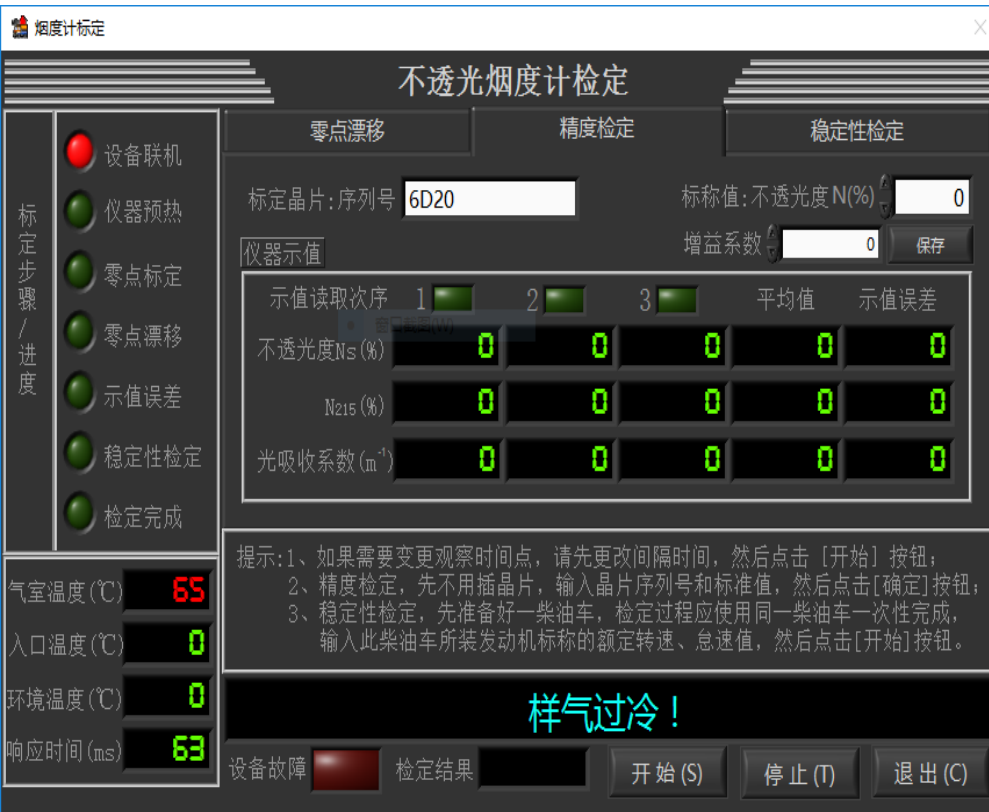 烟度计标定
不透光烟度计检定
零点漂移
精度检定
稳定性检定
标定步骤/进度
设备联机
仪器预热
零点标定
零点漂移
示值误差
稳定性检定
检定完成
标定晶片:序列号 6D20
标称值:不透光度N(%) 0
增益系数 0 保存
仪器示值
示值读取次序 1 2 3 平均值 示值误差
窗口截图(W)
不透光度Ns(%) 0 0 0 0 0
N215(%) 0 0 0 0 0
光吸收系数(m⁻¹) 0 0 0 0 0
气室温度(℃) 65
入口温度(℃) 0
环境温度(℃) 0
响应时间(ms) 63
提示:1、如果需要变更观察时间点，请先更改间隔时间，然后点击 [开始] 按钮;
2、精度检定，先不用插晶片，输入晶片序列号和标准值，然后点击[确定]按钮;
3、稳定性检定，先准备好一柴油车，检定过程应使用同一柴油车一次性完成，
输入此柴油车所装发动机标称的额定转速、怠速值，然后点击[开始]按钮。
样气过冷！
设备故障
检定结果
开始(S)
停止(T)
退出(C)